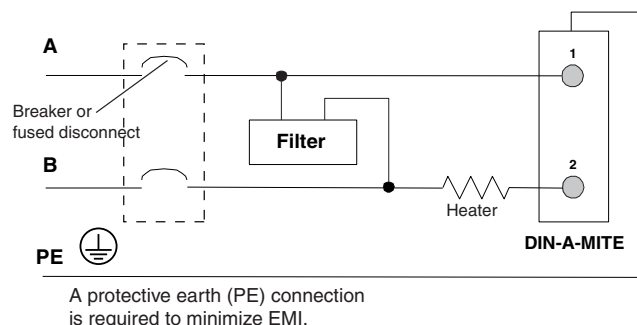 A
1
Breaker or
fused disconnect
Filter
B
2
Heater
DIN-A-MITE
PE
A protective earth (PE) connection
is required to minimize EMI.